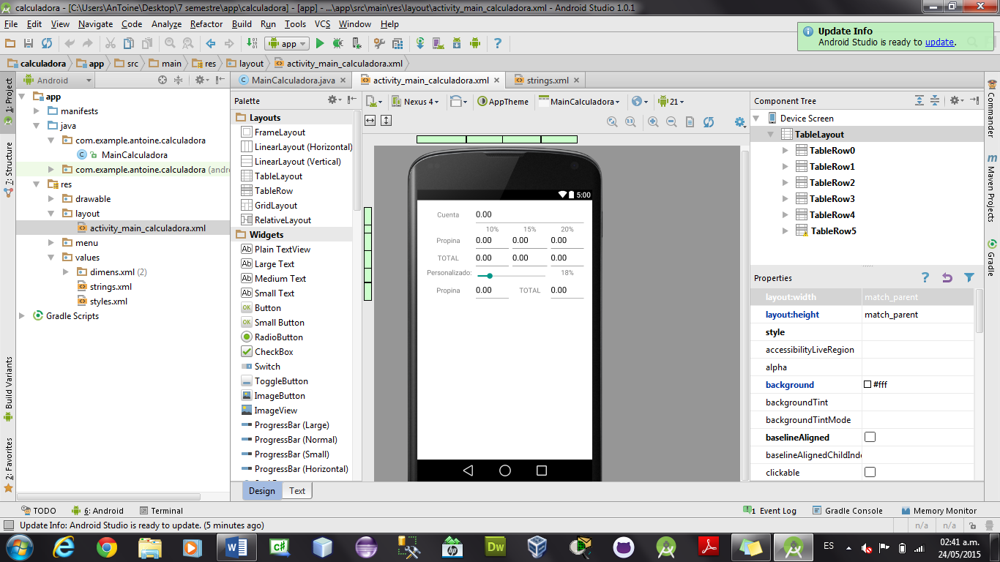 calculadora - [C:\Users\AnToine\Desktop\7 semestre\app\calculadora] - [app] - ...\app\src\main\res\layout\activity_main_calculadora.xml - Android Studio 1.0.1
File Edit View Navigate Code Analyze Refactor Build Run Tools VCS Window Help
Update Info
Android Studio is ready to update.
app
calculadora app src main res layout activity_main_calculadora.xml
Android
MainCalculadora.java activity_main_calculadora.xml strings.xml
1: Project
7: Structure
Build Variants
2: Favorites
app
manifests
java
com.example.antoine.calculadora
MainCalculadora
com.example.antoine.calculadora (andro
res
drawable
layout
activity_main_calculadora.xml
menu
values
dimens.xml (2)
strings.xml
styles.xml
Gradle Scripts
Palette
Layouts
FrameLayout
LinearLayout (Horizontal)
LinearLayout (Vertical)
TableLayout
TableRow
GridLayout
RelativeLayout
Widgets
Plain TextView
Large Text
Medium Text
Small Text
Button
Small Button
RadioButton
CheckBox
Switch
ToggleButton
ImageButton
ImageView
ProgressBar (Large)
ProgressBar (Normal)
ProgressBar (Small)
ProgressBar (Horizontal)
Design Text
Nexus 4 AppTheme MainCalculadora 21
5:00
Cuenta 0.00
10% 15% 20%
Propina 0.00 0.00 0.00
TOTAL 0.00 0.00 0.00
Personalizado: 18%
Propina 0.00 TOTAL 0.00
Component Tree
Device Screen
TableLayout
TableRow0
TableRow1
TableRow2
TableRow3
TableRow4
TableRow5
Properties
layout:width match_parent
layout:height match_parent
style
accessibilityLiveRegion
alpha
background #fff
backgroundTint
backgroundTintMode
baselineAligned
baselineAlignedChildInde
clickable
Commander
Maven Projects
Gradle
TODO 6: Android Terminal 1 Event Log Gradle Console Memory Monitor
Update Info: Android Studio is ready to update. (5 minutes ago) n/a n/a
ES 02:41 a.m.
24/05/2015